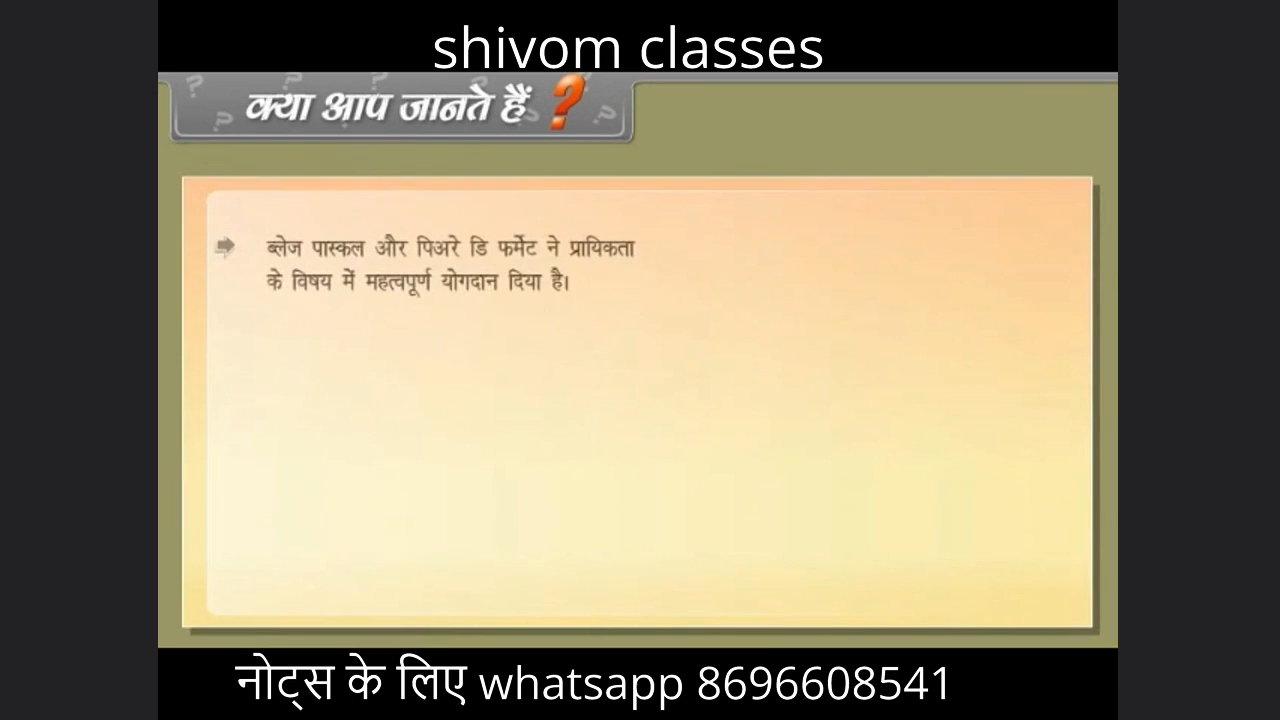 shivom classes
क्या आप जानते हैं ?
ब्लेज पास्कल और पिअरे डि फर्मेट ने प्रायिकता
के विषय में महत्वपूर्ण योगदान दिया है।
नोट्स के लिए whatsapp 8696608541